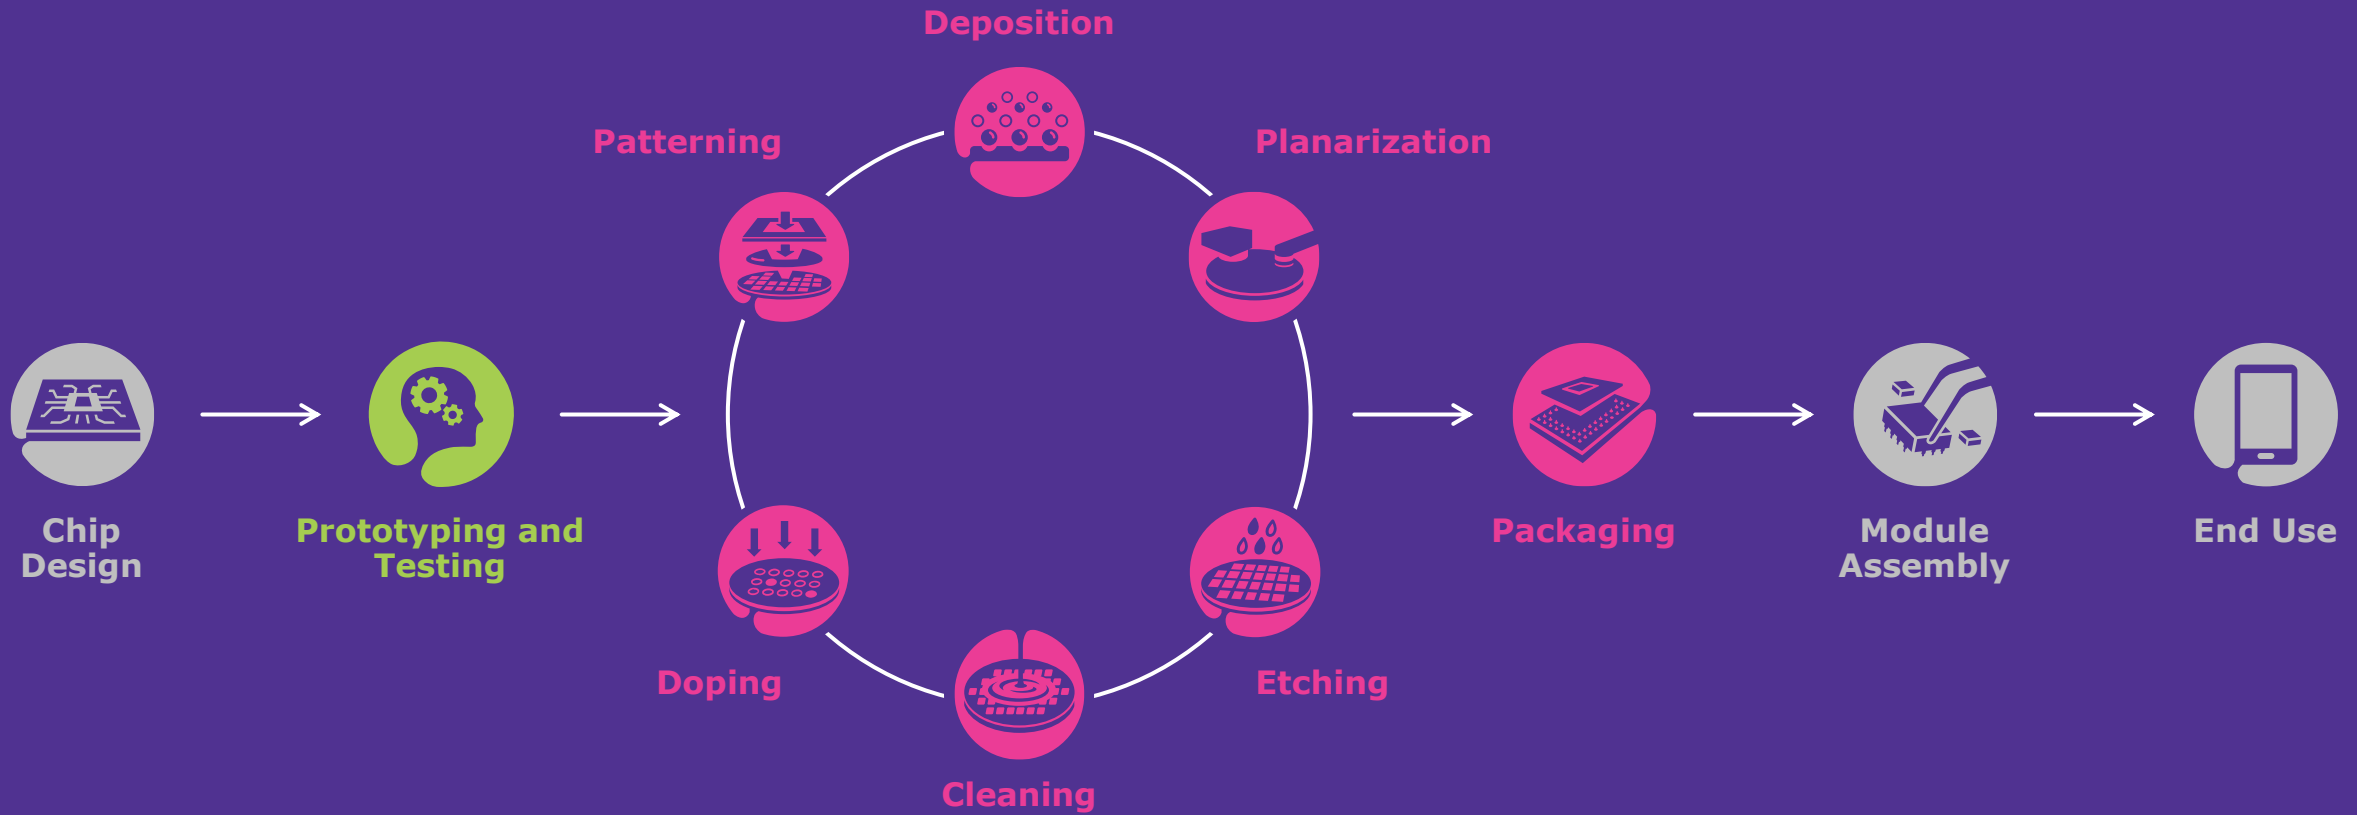 Deposition
Patterning
Planarization
Chip
Design
Prototyping and
Testing
Packaging
Module
Assembly
End Use
Doping
Etching
Cleaning